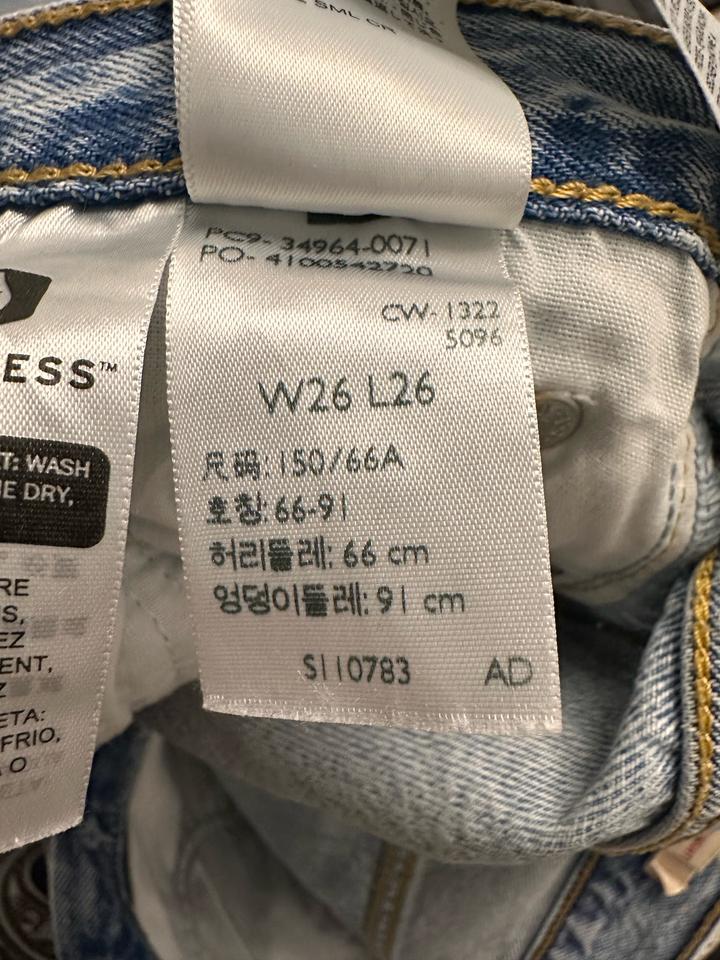 SML GR
PC9- 34964-0071
PO- 4100542720
CW-1322
5096
W26 L26
尺码: 150/66A
호칭: 66-91
허리둘레: 66 cm
엉덩이둘레: 91 cm
S110783 AD
ESS™
T: WASH
E DRY,
RE
S,
EZ
ENT,
Z
ETA:
FRIO,
O